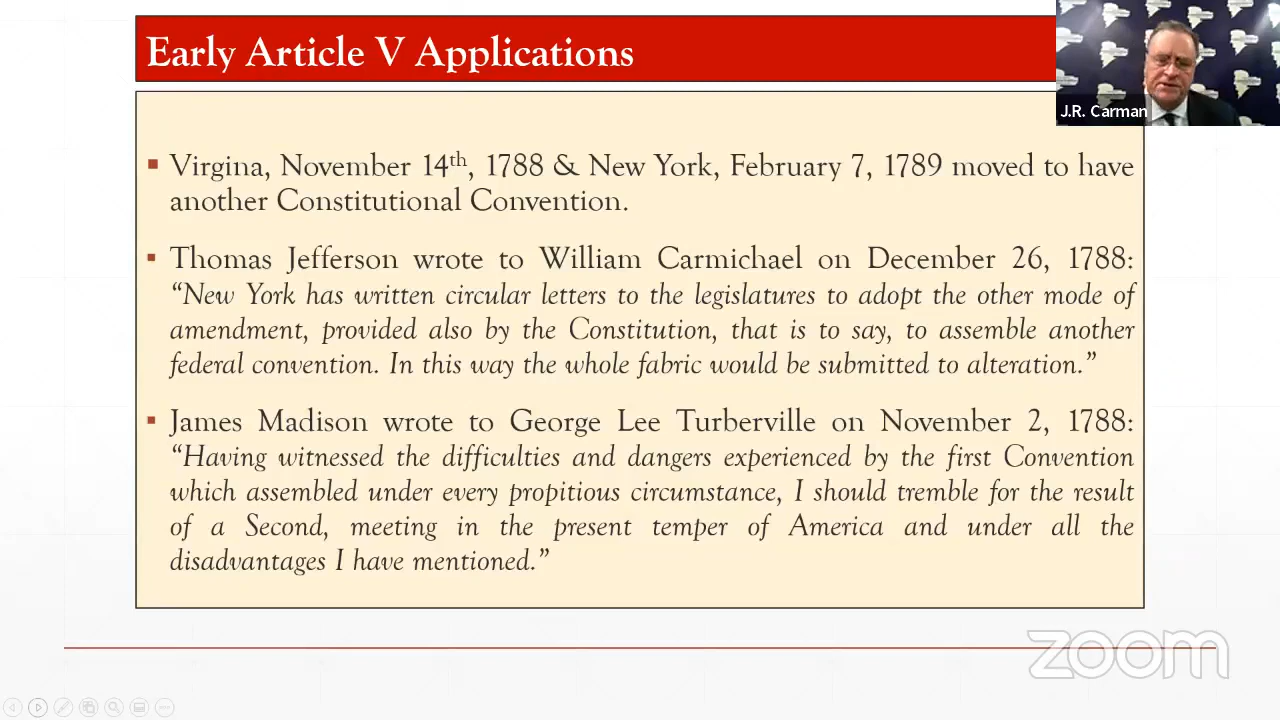 Early Article V Applications
J.R. Carman
Virgina, November 14th, 1788 & New York, February 7, 1789 moved to have
another Constitutional Convention.
Thomas Jefferson wrote to William Carmichael on December 26, 1788:
“New York has written circular letters to the legislatures to adopt the other mode of
amendment, provided also by the Constitution, that is to say, to assemble another
federal convention. In this way the whole fabric would be submitted to alteration.”
James Madison wrote to George Lee Turberville on November 2, 1788:
“Having witnessed the difficulties and dangers experienced by the first Convention
which assembled under every propitious circumstance, I should tremble for the result
of a Second, meeting in the present temper of America and under all the
disadvantages I have mentioned.”
zoom